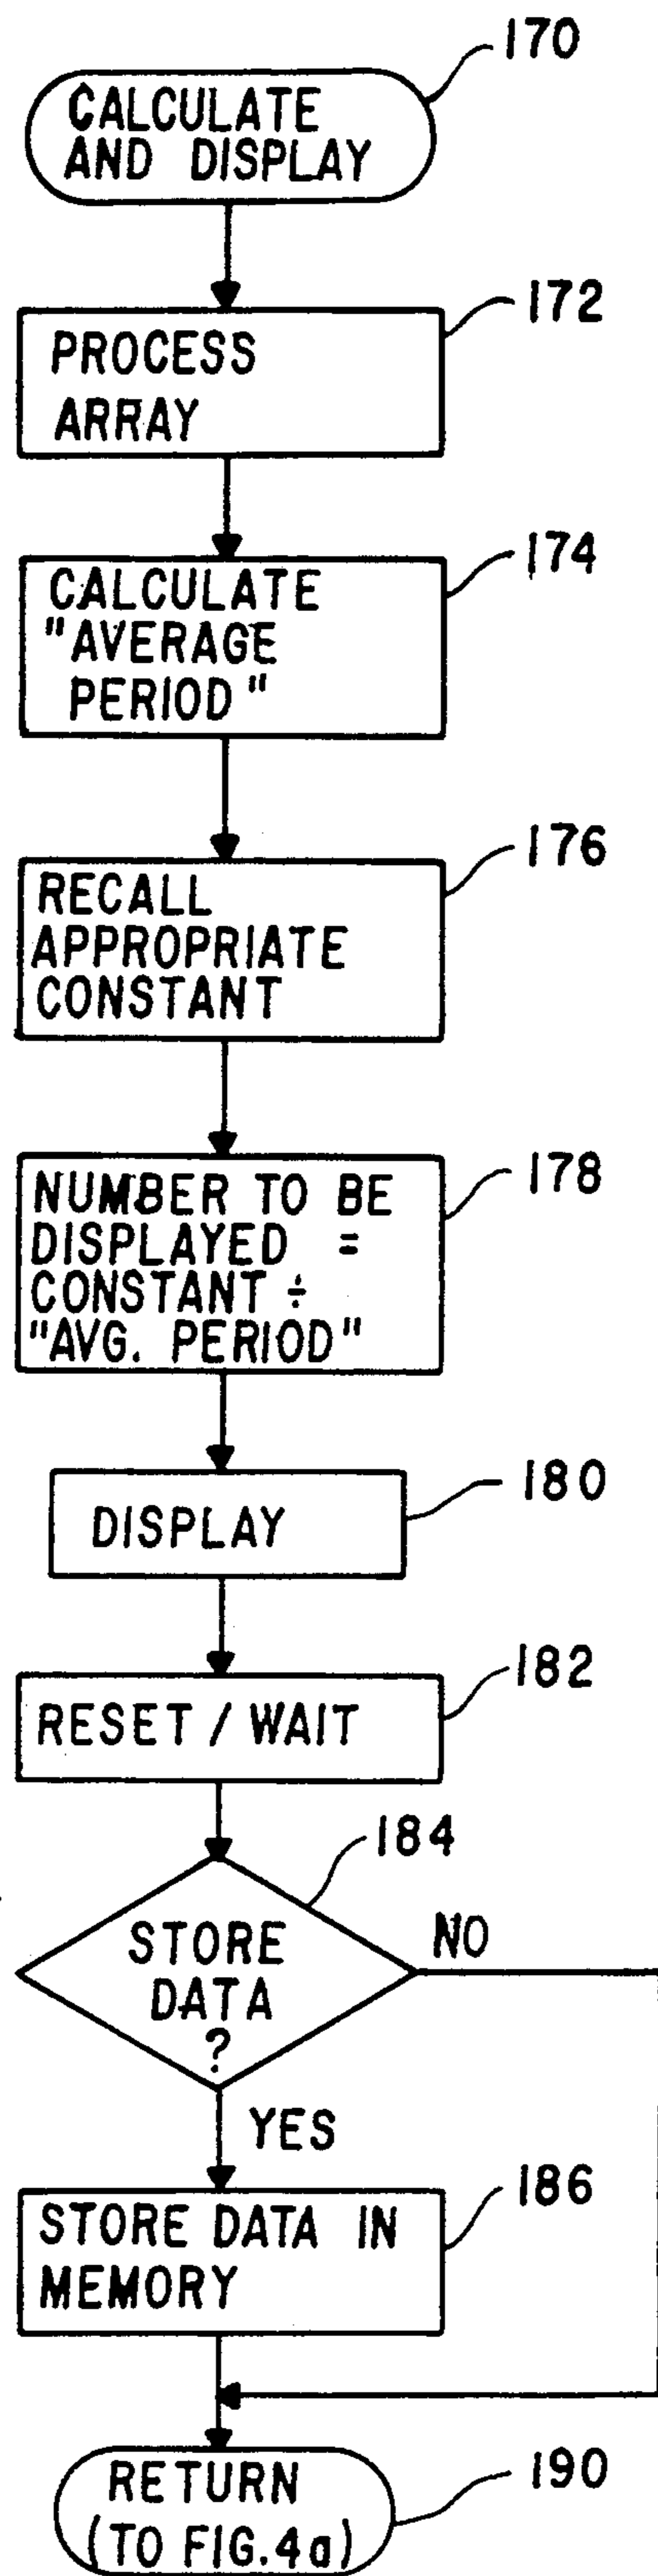 170
CALCULATE
AND DISPLAY
172
PROCESS
ARRAY
174
CALCULATE
"AVERAGE
PERIOD"
176
RECALL
APPROPRIATE
CONSTANT
178
NUMBER TO BE
DISPLAYED =
CONSTANT ÷
"AVG. PERIOD"
180
DISPLAY
182
RESET / WAIT
184
STORE
DATA
?
NO
YES
186
STORE DATA IN
MEMORY
190
RETURN
(TO FIG.4a)